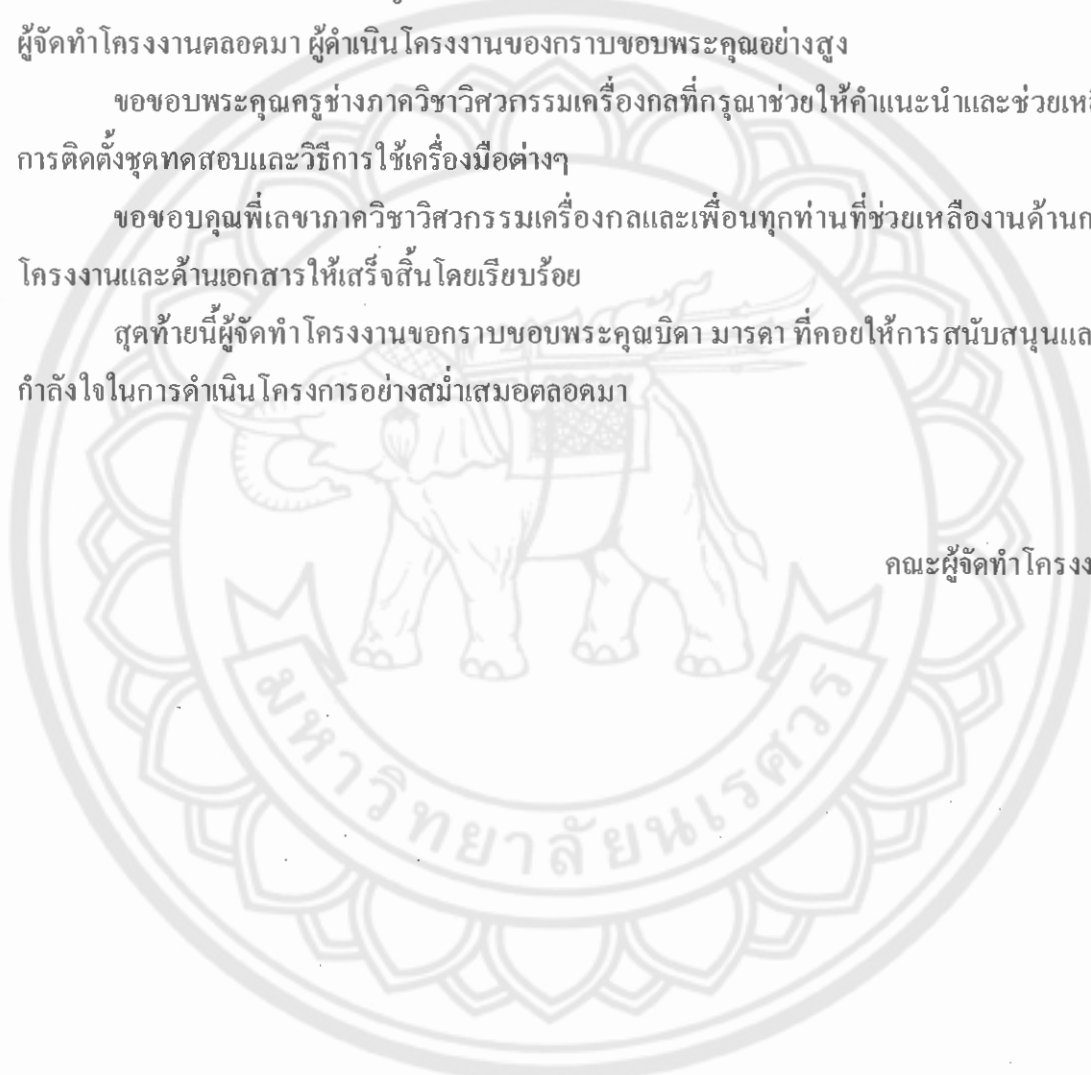 ผู้จัดทำโครงงานตลอดมา ผู้ดำเนินโครงงานของกราบขอบพระคุณอย่างสูง
ขอขอบพระคุณครูช่างภาควิชาวิศวกรรมเครื่องกลที่กรุณาช่วยให้คำแนะนำและช่วยเหลื
การติดตั้งชุดทดสอบและวิธีการใช้เครื่องมือต่างๆ
ขอขอบคุณพี่เลขาภาควิชาวิศวกรรมเครื่องกลและเพื่อนทุกท่านที่ช่วยเหลืองานด้านก
โครงงานและด้านเอกสารให้เสร็จสิ้นโดยเรียบร้อย
สุดท้ายนี้ผู้จัดทำโครงงานขอกราบขอบพระคุณบิดา มารดา ที่คอยให้การสนับสนุนแล
กำลังใจในการดำเนินโครงการอย่างสม่ำเสมอตลอดมา
คณะผู้จัดทำโครงง
มหาวิทยาลัยนเรศวร